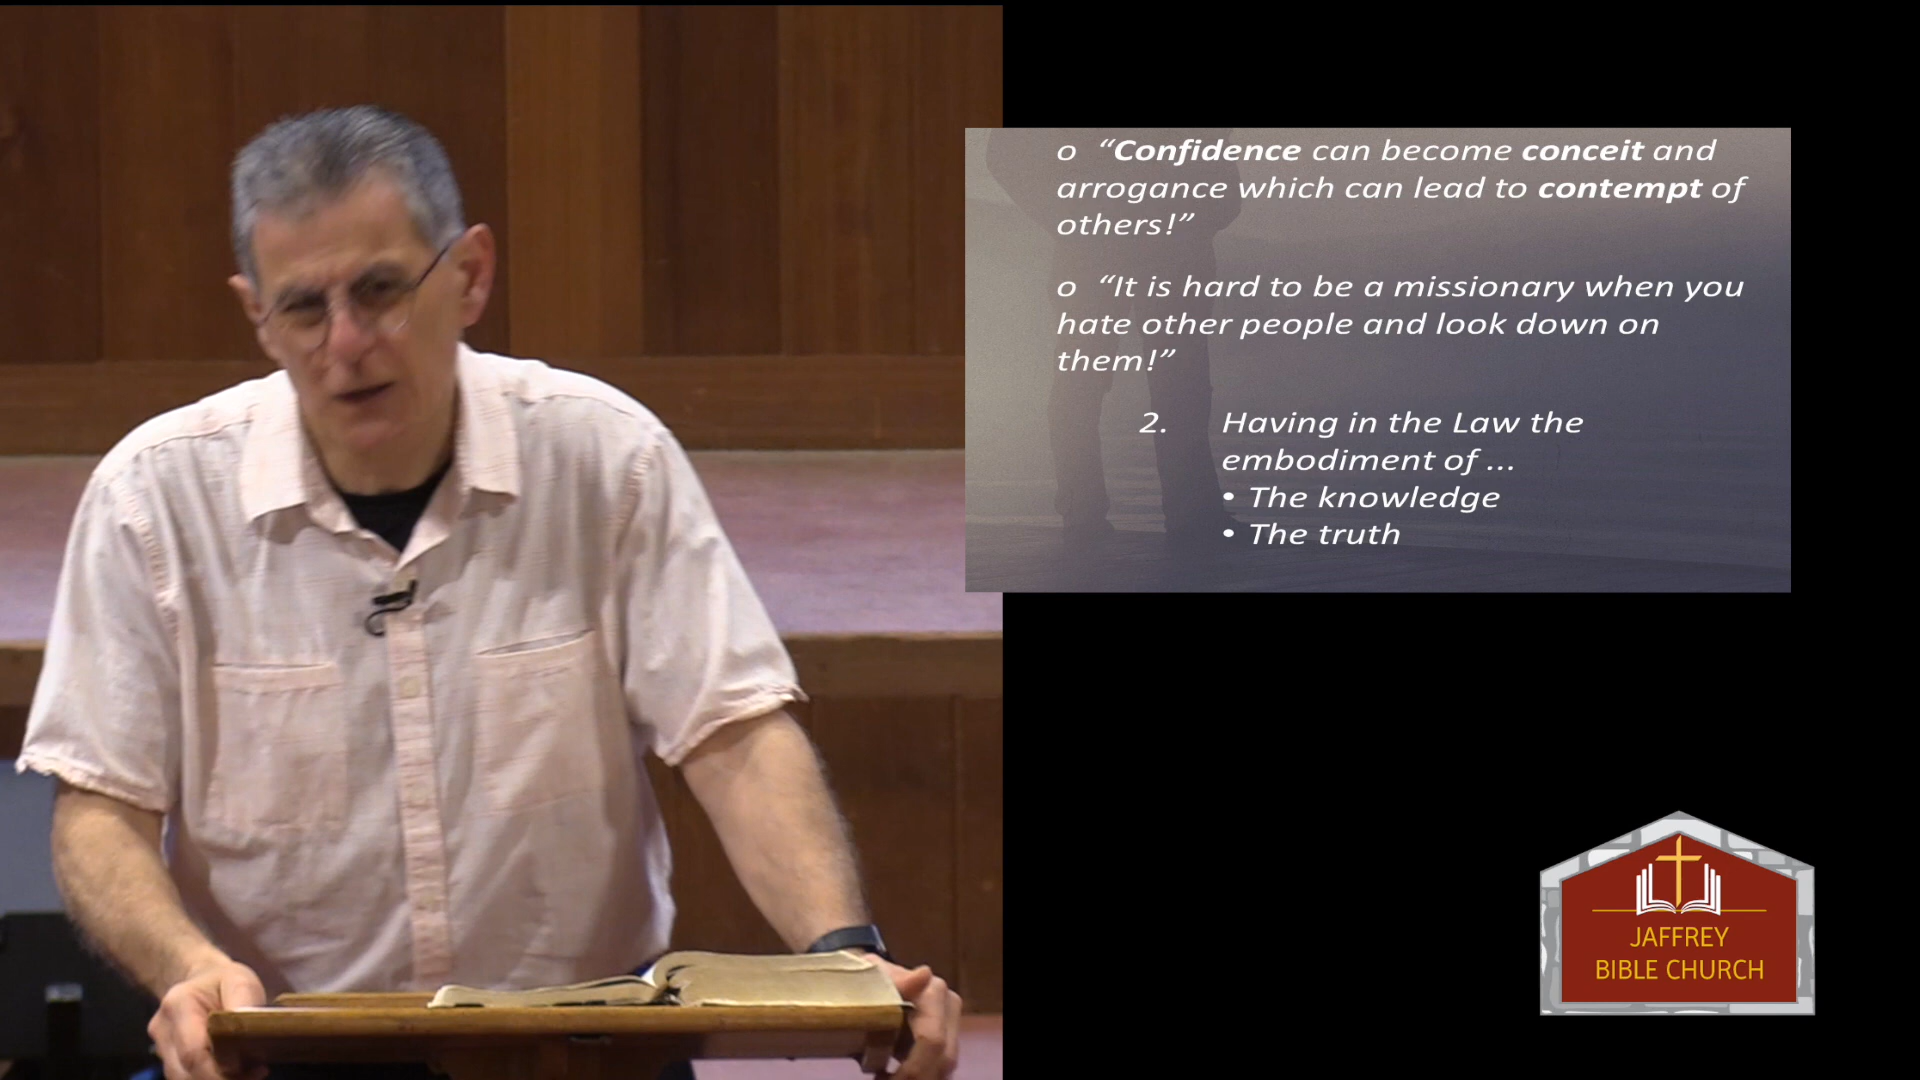 o “Confidence can become conceit and
arrogance which can lead to contempt of
others!”
o “It is hard to be a missionary when you
hate other people and look down on
them!”
2. Having in the Law the
embodiment of ...
• The knowledge
• The truth
JAFFREY
BIBLE CHURCH